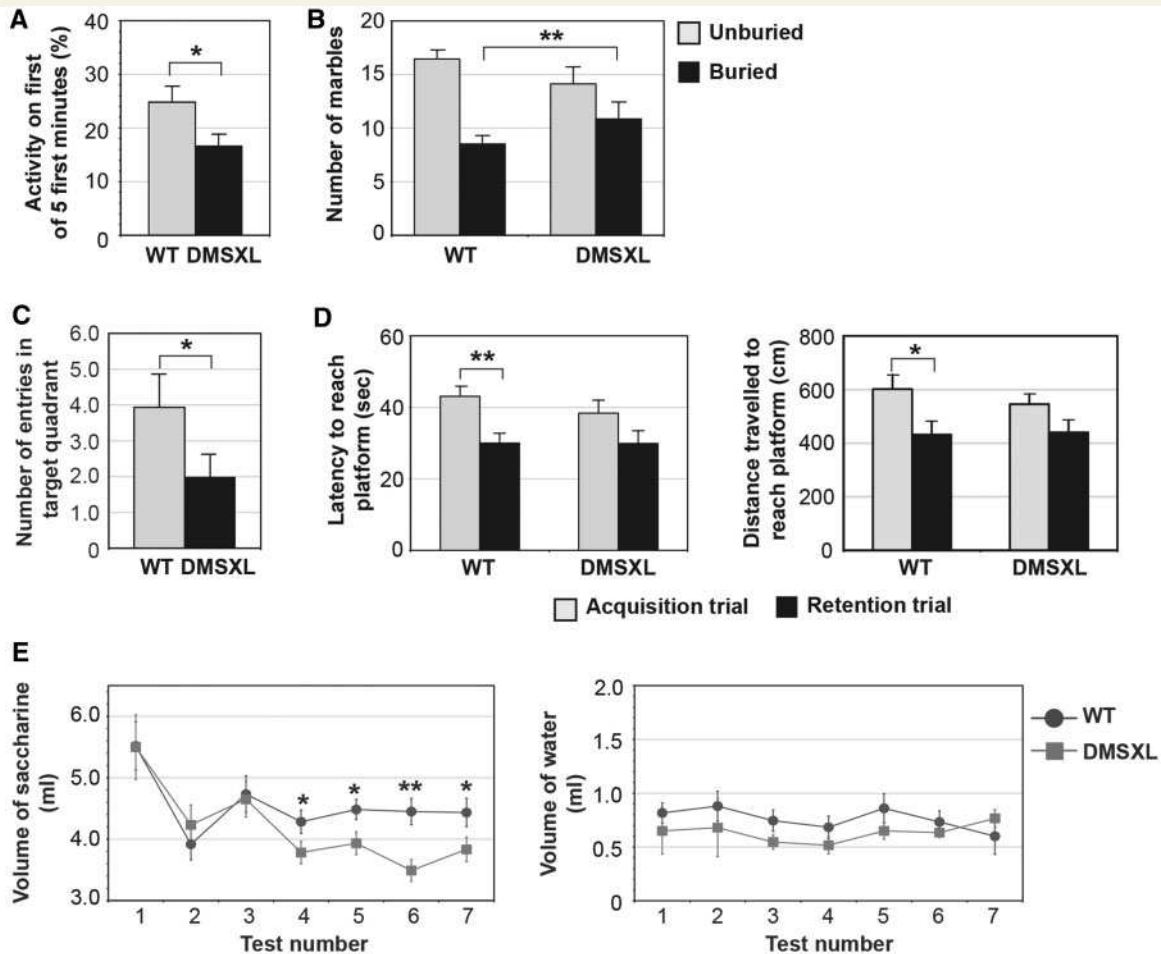 A
Activity on first
of 5 first minutes (%)
40
30
20
10
0
*
WT DMSXL
B
Number of marbles
20
15
10
5
0
**
WT DMSXL
Unburied
Buried
C
Number of entries in
target quadrant
6.0
5.0
4.0
3.0
2.0
1.0
0
*
WT DMSXL
D
Latency to reach
platform (sec)
60
40
20
0
**
WT DMSXL
Distance travelled to
reach platform (cm)
800
600
400
200
0
*
WT DMSXL
Acquisition trial Retention trial
E
Volume of saccharine
(ml)
6.0
5.0
4.0
3.0
* * ** *
1 2 3 4 5 6 7
Test number
Volume of water
(ml)
2.0
1.5
1.0
0.5
0
1 2 3 4 5 6 7
Test number
WT
DMSXL